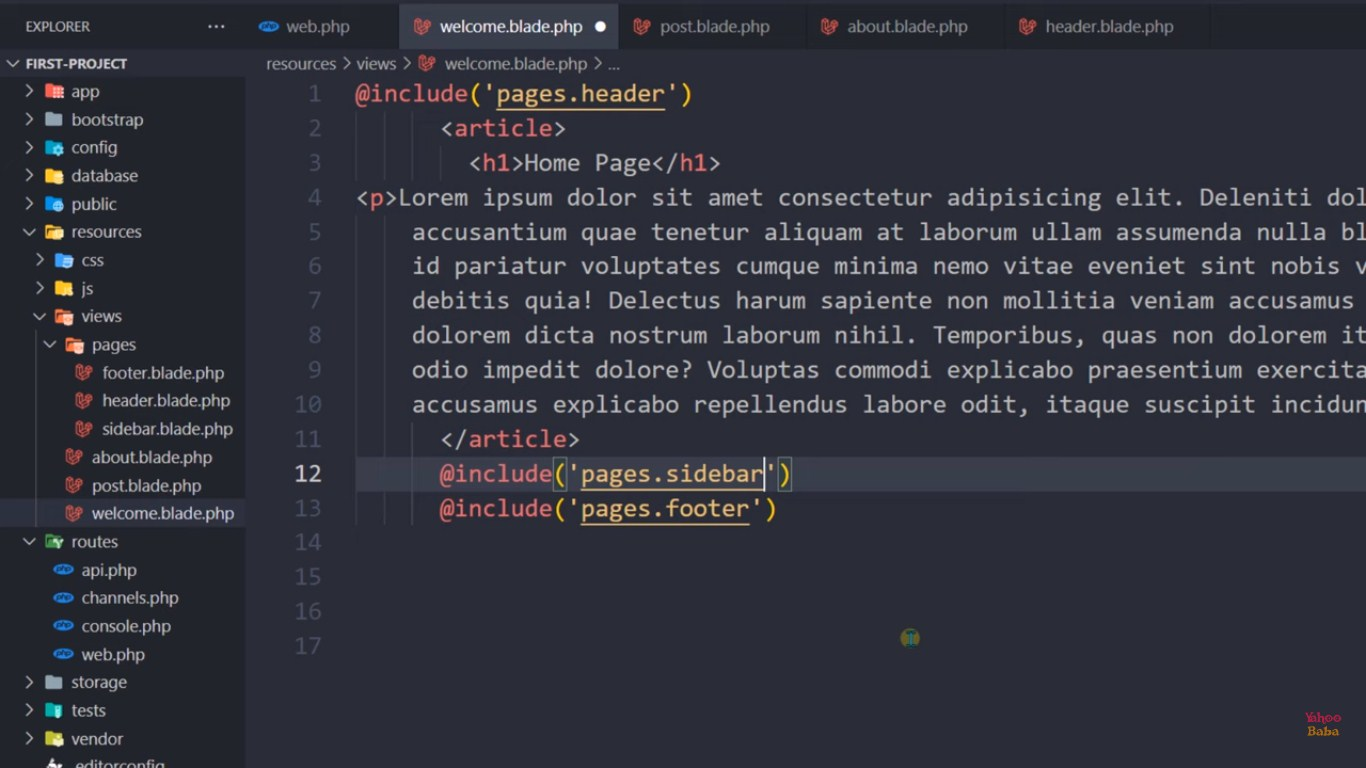 EXPLORER ...
web.php welcome.blade.php post.blade.php about.blade.php header.blade.php
FIRST-PROJECT
resources > views > welcome.blade.php > ...
app
bootstrap
config
database
public
resources
css
js
views
pages
footer.blade.php
header.blade.php
sidebar.blade.php
about.blade.php
post.blade.php
welcome.blade.php
routes
api.php
channels.php
console.php
web.php
storage
tests
vendor
.editorconfig
1 @include('pages.header')
2 <article>
3 <h1>Home Page</h1>
4 <p>Lorem ipsum dolor sit amet consectetur adipisicing elit. Deleniti dol
5 accusantium quae tenetur aliquam at laborum ullam assumenda nulla bl
6 id pariatur voluptates cumque minima nemo vitae eveniet sint nobis v
7 debitis quia! Delectus harum sapiente non mollitia veniam accusamus
8 dolorem dicta nostrum laborum nihil. Temporibus, quas non dolorem it
9 odio impedit dolore? Voluptas commodi explicabo praesentium exercita
10 accusamus explicabo repellendus labore odit, itaque suscipit incidun
11 </article>
12 @include('pages.sidebar')
13 @include('pages.footer')
14
15
16
17
Yahoo
Baba